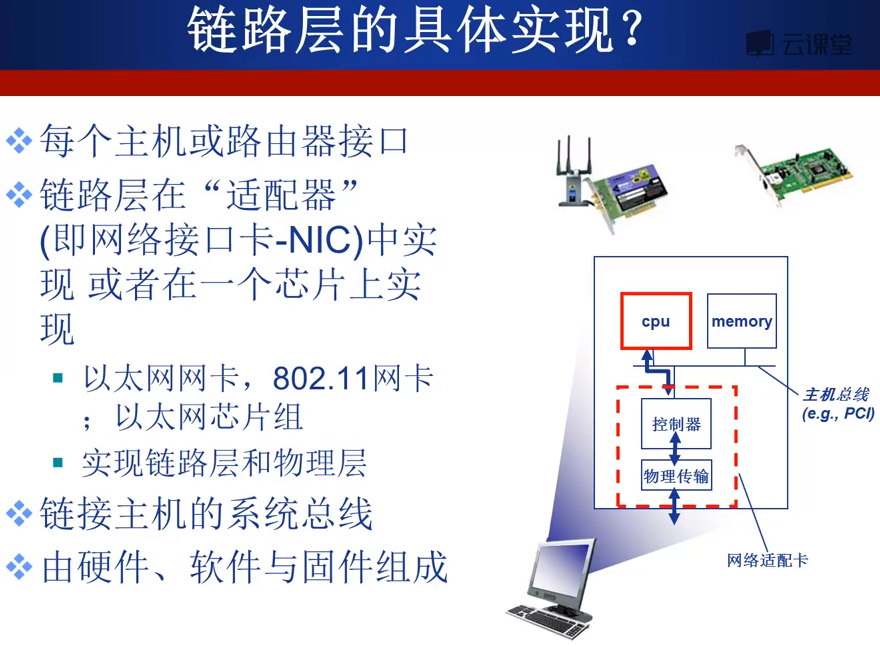 链路层的具体实现？
云课堂
每个主机或路由器接口
链路层在“适配器”
(即网络接口卡-NIC)中实
现 或者在一个芯片上实
现
以太网网卡，802.11网卡
；以太网芯片组
实现链路层和物理层
链接主机的系统总线
由硬件、软件与固件组成
cpu
memory
主机总线
(e.g., PCI)
控制器
物理传输
网络适配卡